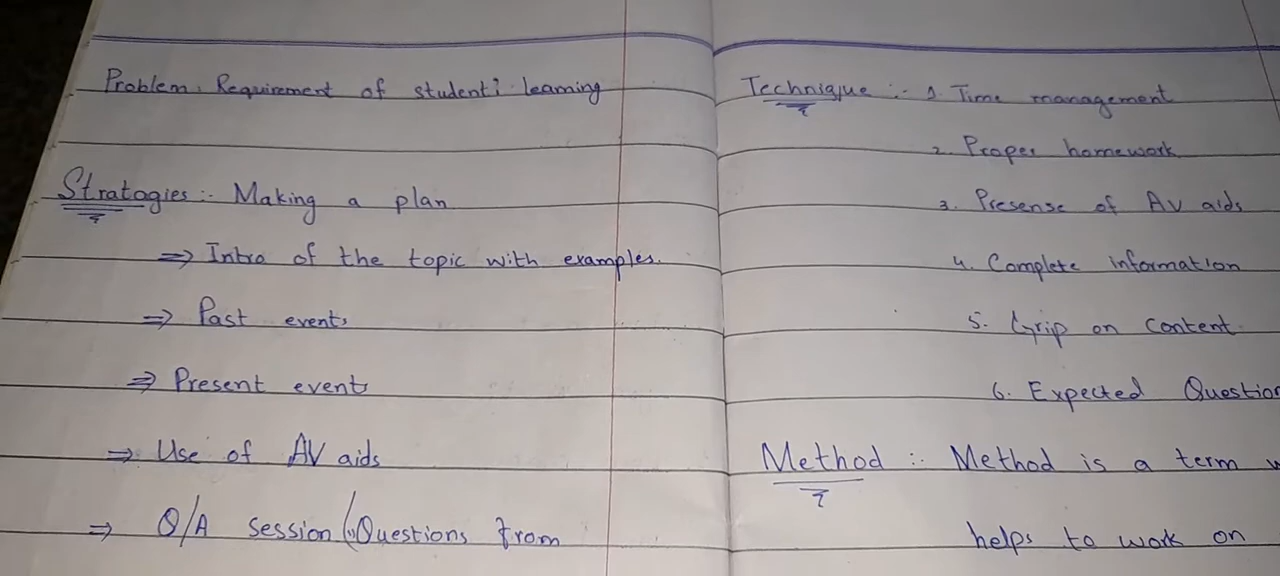 Problem: Requirement of student's learning
Stratagies :- Making a plan
⇒ Intro of the topic with examples.
⇒ Past events
⇒ Present events
⇒ Use of AV aids
⇒ Q/A session (Questions from
Technique :- 1. Time management
2. Proper homework
3. Presense of AV aids
4. Complete information
5. Grip on content
6. Expected Question
Method :- Method is a term
helps to work on